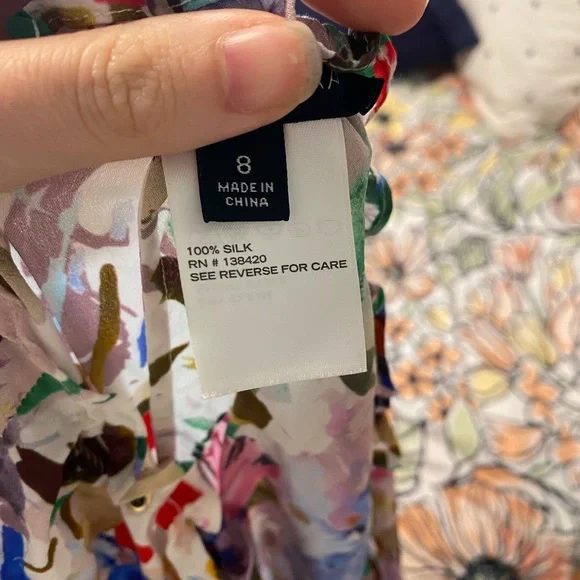 8
MADE IN
CHINA
100% SILK
RN # 138420
SEE REVERSE FOR CARE